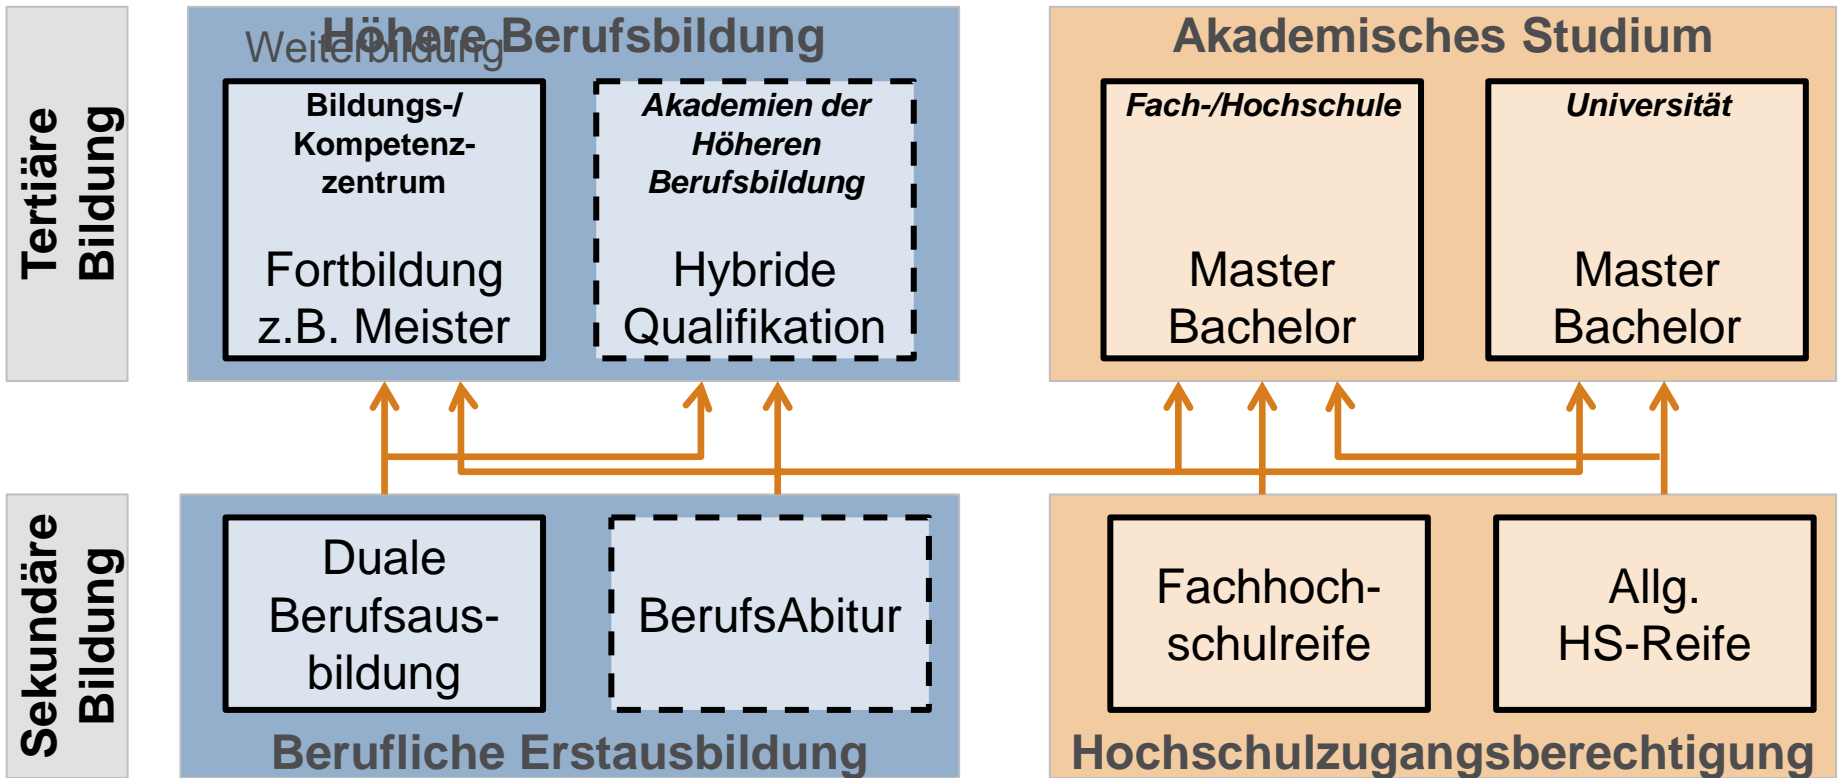 Tertiäre
Bildung
Höhere Berufsbildung
Weiterbildung
Bildungs-/
Kompetenz-
zentrum
Fortbildung
z.B. Meister
Akademien der
Höheren
Berufsbildung
Hybride
Qualifikation
Akademisches Studium
Fach-/Hochschule
Master
Bachelor
Universität
Master
Bachelor
Sekundäre
Bildung
Duale
Berufsaus-
bildung
BerufsAbitur
Berufliche Erstausbildung
Fachhoch-
schulreife
Allg.
HS-Reife
Hochschulzugangsberechtigung